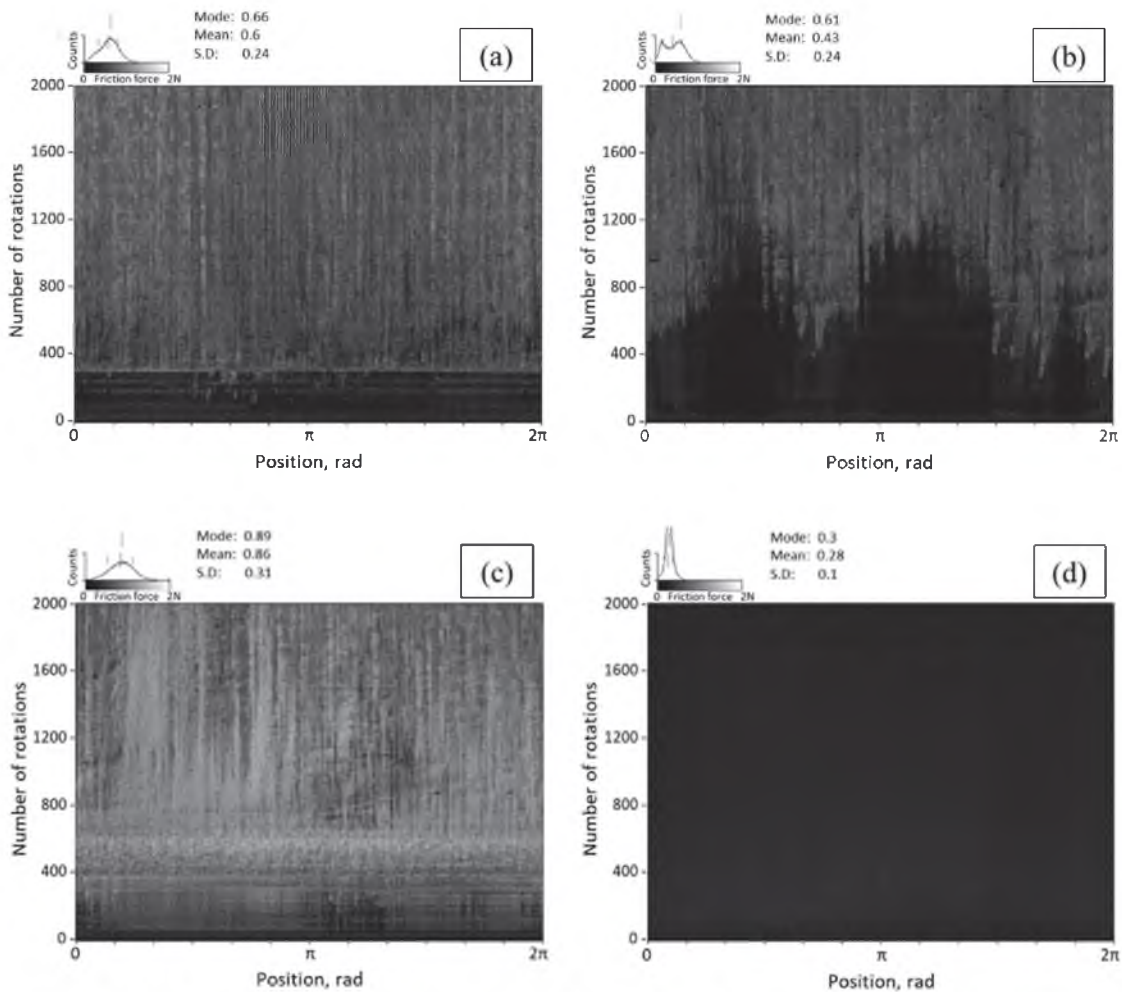 Mode: 0.66
Mean: 0.6
S.D: 0.24
(a)
Counts
0 Friction force 2N
2000
1600
1200
800
400
0
Number of rotations
0 π 2π
Position, rad
Mode: 0.61
Mean: 0.43
S.D: 0.24
(b)
Counts
0 Friction force 2N
2000
1600
1200
800
400
0
Number of rotations
0 π 2π
Position, rad
Mode: 0.89
Mean: 0.86
S.D: 0.31
(c)
Counts
0 Friction force 2N
2000
1600
1200
800
400
0
Number of rotations
0 π 2π
Position, rad
Mode: 0.3
Mean: 0.28
S.D: 0.1
(d)
Counts
0 Friction force 2N
2000
1600
1200
800
400
0
Number of rotations
0 π 2π
Position, rad